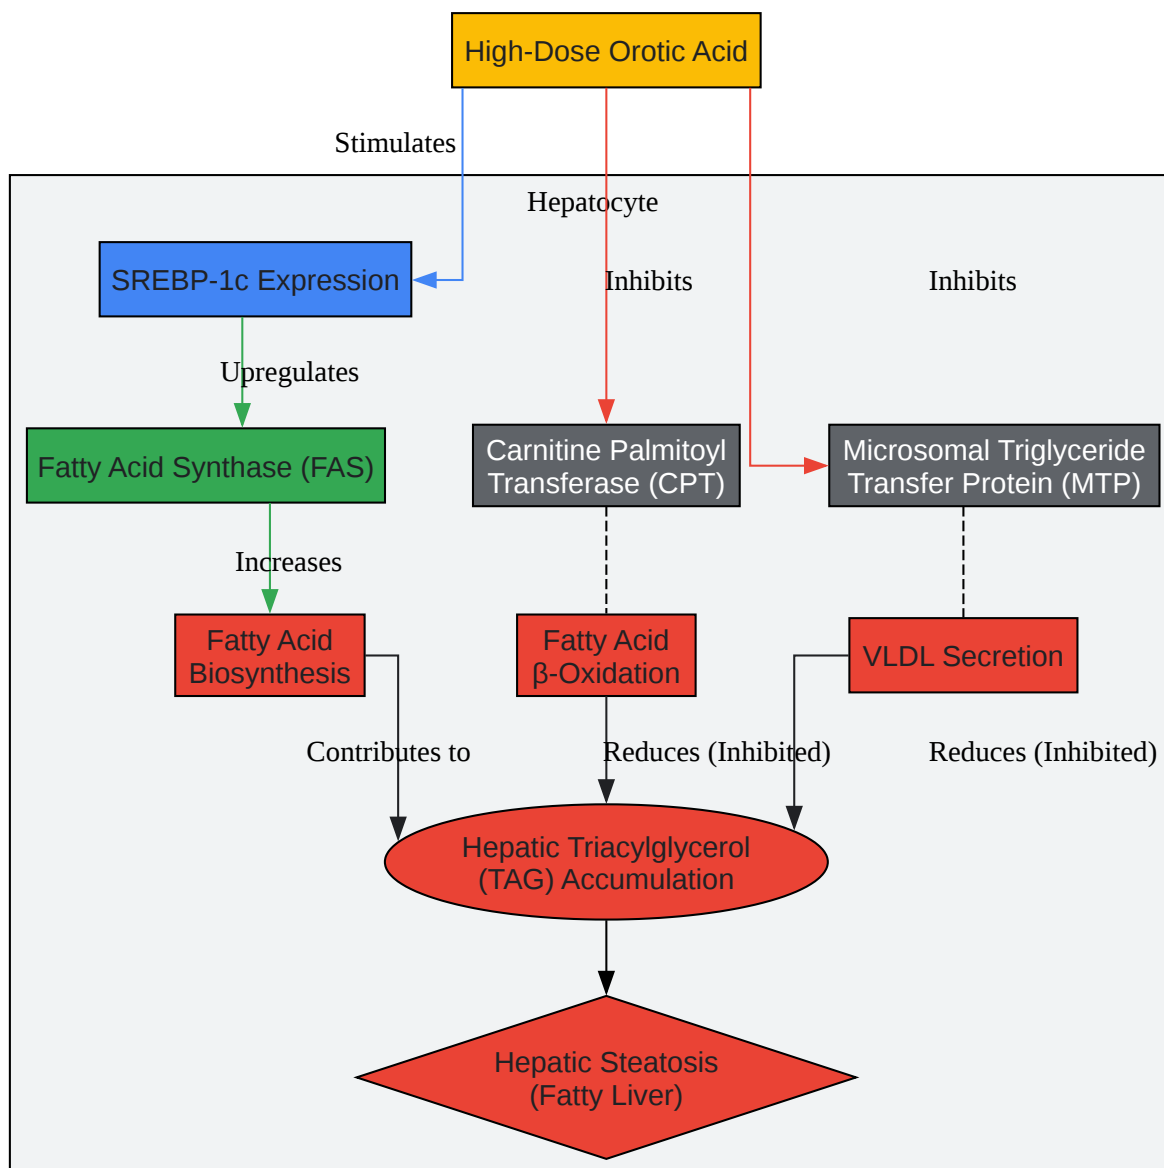 High-Dose Orotic Acid
Stimulates
Hepatocyte
SREBP-1c Expression
Inhibits
Inhibits
Upregulates
Fatty Acid Synthase (FAS)
Carnitine Palmitoyl
Transferase (CPT)
Microsomal Triglyceride
Transfer Protein (MTP)
Increases
Fatty Acid
Biosynthesis
Fatty Acid
β-Oxidation
VLDL Secretion
Contributes to
Reduces (Inhibited)
Reduces (Inhibited)
Hepatic Triacylglycerol
(TAG) Accumulation
Hepatic Steatosis
(Fatty Liver)